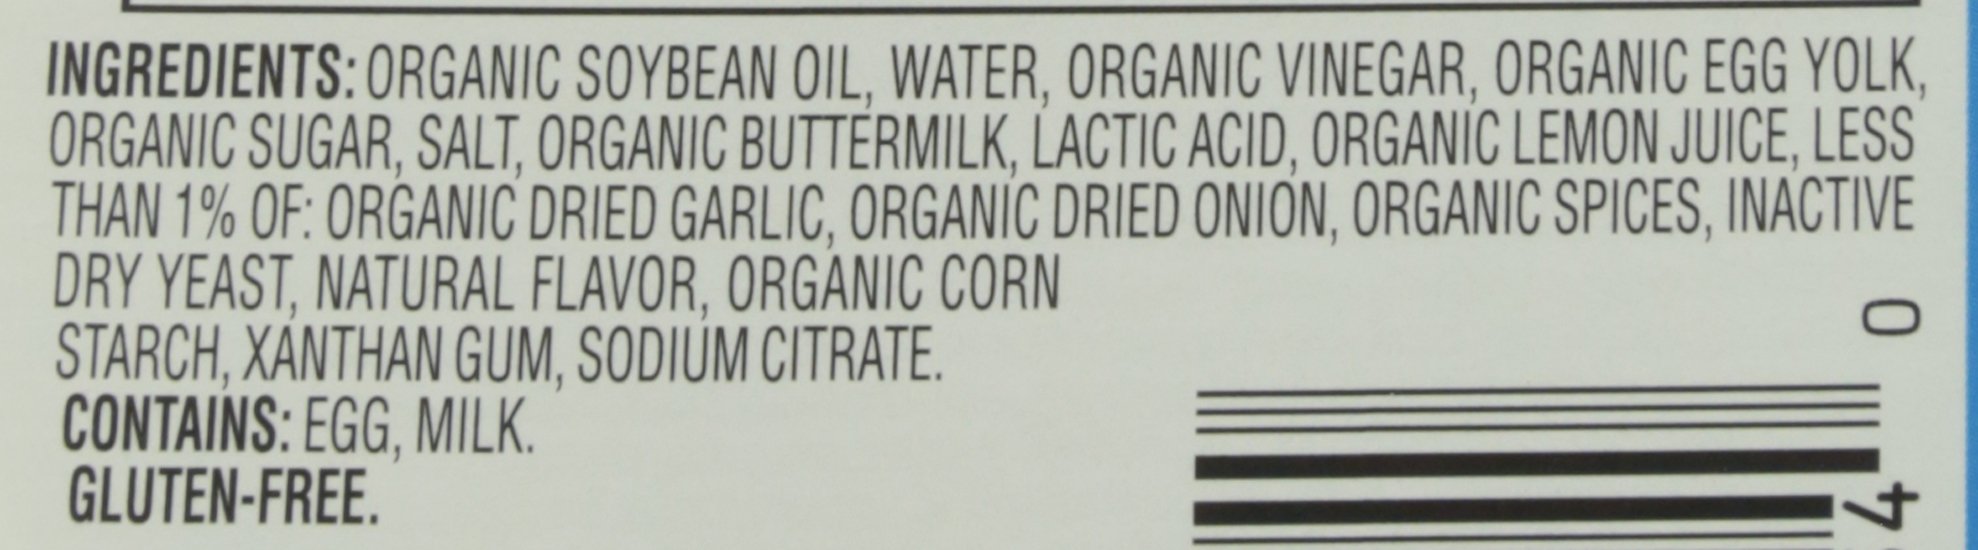 INGREDIENTS: ORGANIC SOYBEAN OIL, WATER, ORGANIC VINEGAR, ORGANIC EGG YOLK,
ORGANIC SUGAR, SALT, ORGANIC BUTTERMILK, LACTIC ACID, ORGANIC LEMON JUICE, LESS
THAN 1% OF: ORGANIC DRIED GARLIC, ORGANIC DRIED ONION, ORGANIC SPICES, INACTIVE
DRY YEAST, NATURAL FLAVOR, ORGANIC CORN
STARCH, XANTHAN GUM, SODIUM CITRATE.
CONTAINS: EGG, MILK.
GLUTEN-FREE.
0
4